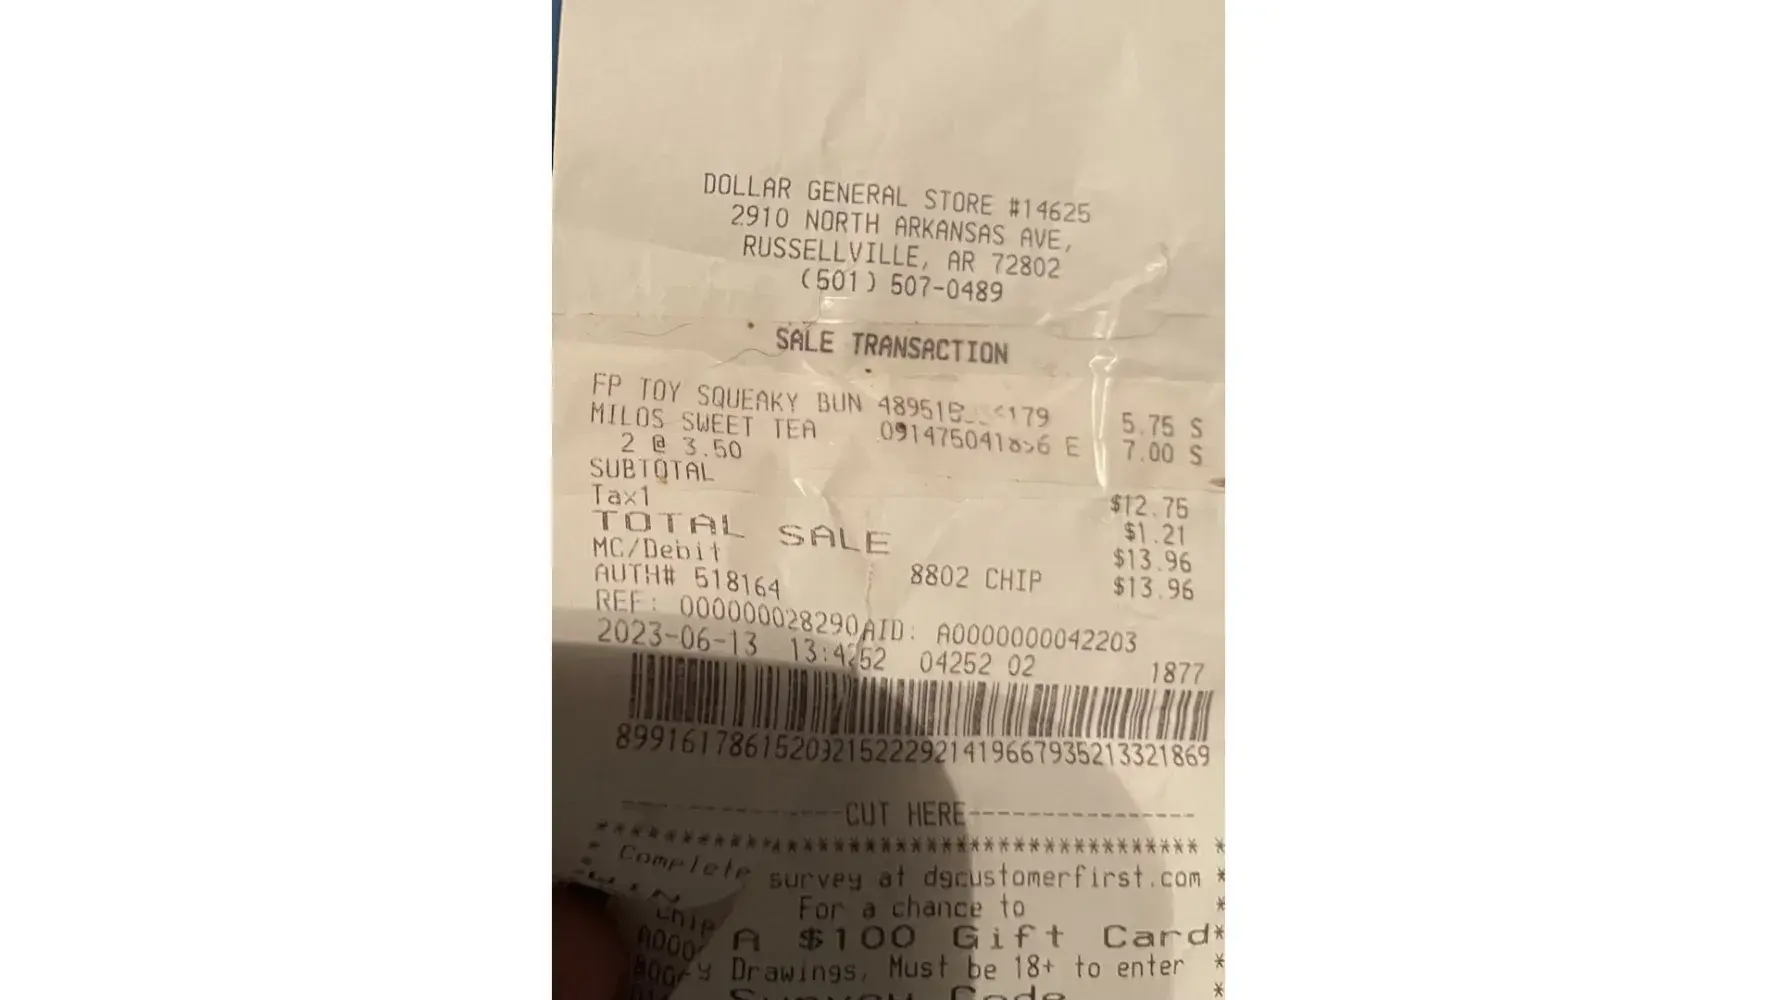 DOLLAR GENERAL STORE #14625
2910 NORTH ARKANSAS AVE,
RUSSELLVILLE, AR 72802
(501) 507-0489
SALE TRANSACTION
FP TOY SQUEAKY BUN 5.75 S
MILOS SWEET TEA E 7.00 S
2 @ 3.50
SUBTOTAL $12.75
Tax1 $1.21
TOTAL SALE $13.96
MC/Debit 8802 CHIP $13.96
AUTH# 518164
REF: 000000028290 AID: A0000000042203
2023-06-13 04252 02 1877
89916178615209215222921419667935213321869
CUT HERE
Complete survey at dgcustomerfirst.com
For a chance to
A $100 Gift Card
Drawings, Must be 18+ to enter
Survey Code